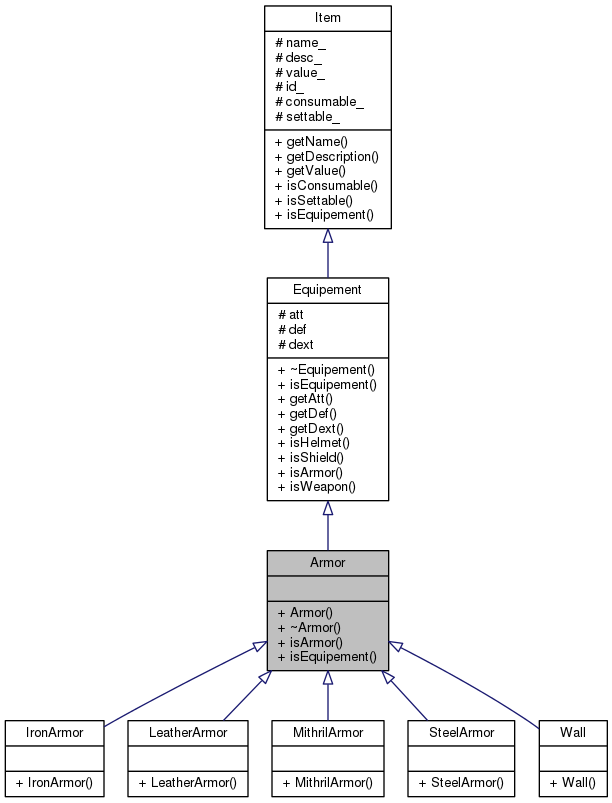 Item
# name_
# desc_
# value_
# id_
# consumable_
# settable_
+ getName()
+ getDescription()
+ getValue()
+ isConsumable()
+ isSettable()
+ isEquipement()
Equipement
# att
# def
# dext
+ ~Equipement()
+ isEquipement()
+ getAtt()
+ getDef()
+ getDext()
+ isHelmet()
+ isShield()
+ isArmor()
+ isWeapon()
Armor
+ Armor()
+ ~Armor()
+ isArmor()
+ isEquipement()
IronArmor
+ IronArmor()
LeatherArmor
+ LeatherArmor()
MithrilArmor
+ MithrilArmor()
SteelArmor
+ SteelArmor()
Wall
+ Wall()